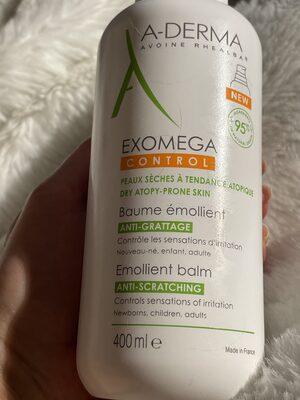 A-DERMA
AVOINE RHEALBA
NEW
95%
EXOMEGA
CONTROL
PEAUX SÈCHES À TENDANCE ATOPIQUE
DRY ATOPY-PRONE SKIN
Baume émollient
ANTI-GRATTAGE
Contrôle les sensations d'irritation
Nouveau-né, enfant, adulte
Emollient balm
ANTI-SCRATCHING
Controls sensations of irritation
Newborns, children, adults
400 ml e
Made in France